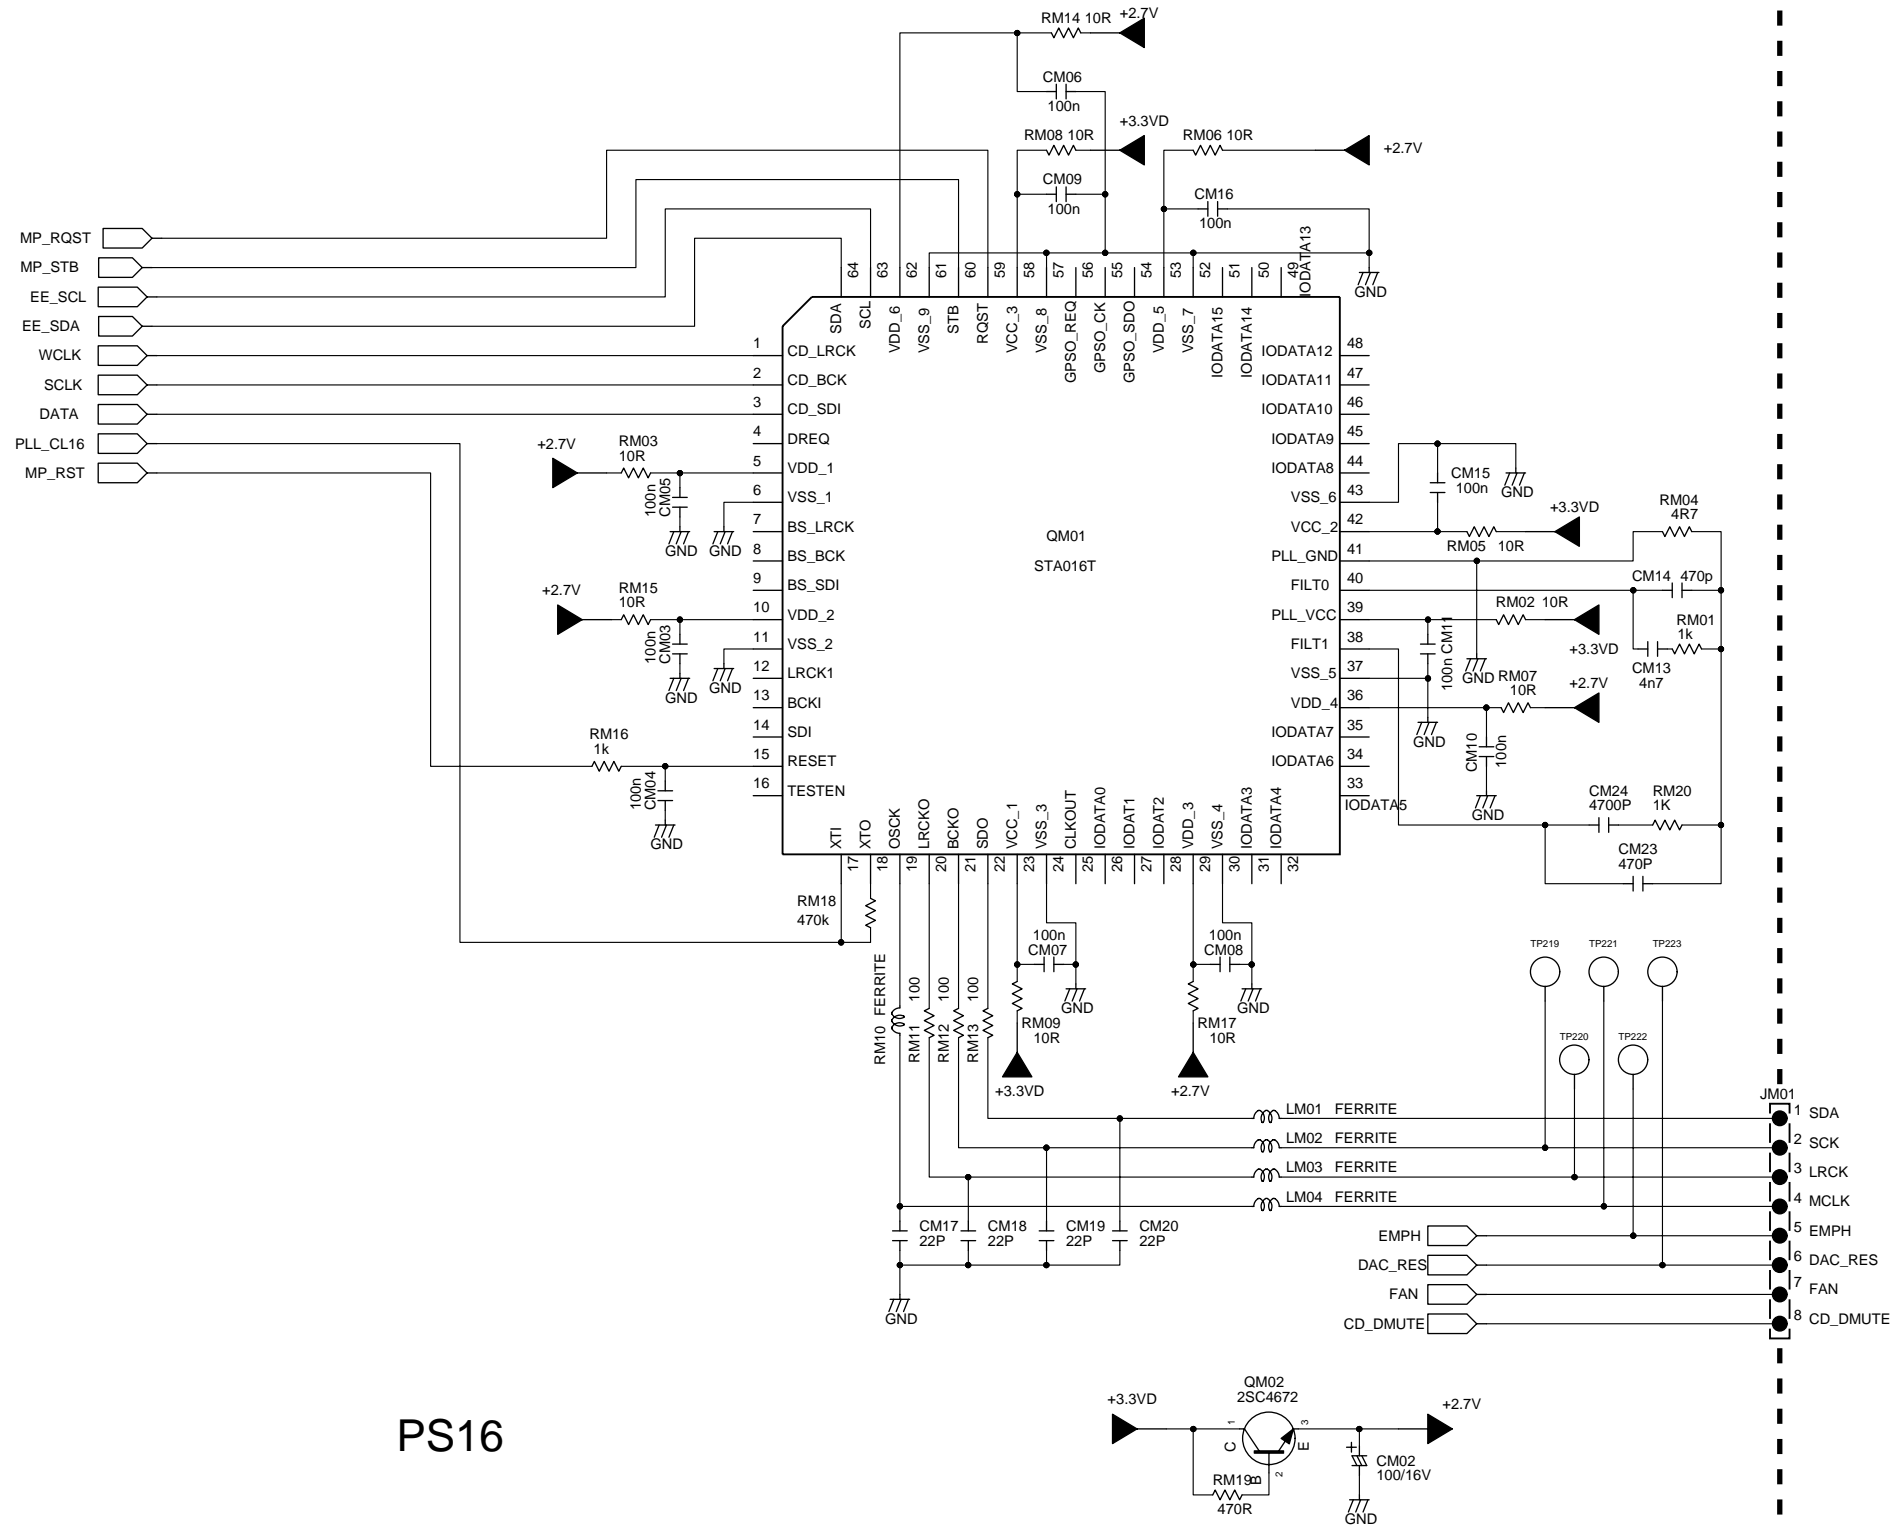 RM14 10R +2.7V
CM06
100n
RM08 10R +3.3VD
CM09
100n
RM06 10R +2.7V
CM16
100n
GND
MP_RQST
MP_STB
EE_SCL
EE_SDA
WCLK
SCLK
DATA
PLL_CL16
MP_RST
64 63 62 61 60 59 58 57 56 55 54 53 52 51 50 49
SDA SCL VDD_6 VSS_9 STB RQST VCC_3 VSS_8 GPSO_REQ GPSO_CK GPSO_SDO VDD_5 VSS_7 IODATA15 IODATA14 IODATA13
1 CD_LRCK
2 CD_BCK
3 CD_SDI
4 DREQ
5 VDD_1
6 VSS_1
7 BS_LRCK
8 BS_BCK
9 BS_SDI
10 VDD_2
11 VSS_2
12 LRCK1
13 BCKI
14 SDI
15 RESET
16 TESTEN
+2.7V RM03
10R
100n
CM05
GND GND
+2.7V RM15
10R
100n
CM03
GND GND
RM16
1k
100n
CM04
GND
QM01
STA016T
IODATA12 48
IODATA11 47
IODATA10 46
IODATA9 45
IODATA8 44
VSS_6 43
VCC_2 42
PLL_GND 41
FILT0 40
PLL_VCC 39
FILT1 38
VSS_5 37
VDD_4 36
IODATA7 35
IODATA6 34
33
IODATA5
CM15
100n
GND
+3.3VD
RM05 10R
RM04
4R7
CM14 470p
RM02 10R
+3.3VD
RM01
1k
CM13
4n7
100n CM11
GND
GND
RM07
10R
+2.7V
CM10
100n
GND
CM24
4700P
RM20
1K
CM23
470P
XTI XTO OSCK LRCKO BCKO SDO VCC_1 VSS_3 CLKOUT IODATA0 IODAT1 IODAT2 VDD_3 VSS_4 IODATA3 IODATA4
17 18 19 20 21 22 23 24 25 26 27 28 29 30 31 32
RM18
470k
RM10 FERRITE
RM11 100
RM12 100
RM13 100
100n
CM07
GND
RM09
10R
+3.3VD
100n
CM08
GND
RM17
10R
+2.7V
TP219 TP221 TP223
TP220 TP222
JM01
LM01 FERRITE 1 SDA
LM02 FERRITE 2 SCK
LM03 FERRITE 3 LRCK
LM04 FERRITE 4 MCLK
EMPH 5 EMPH
DAC_RES 6 DAC_RES
FAN 7 FAN
CD_DMUTE 8 CD_DMUTE
CM17
22P
CM18
22P
CM19
22P
CM20
22P
GND
PS16
+3.3VD
QM02
2SC4672
+2.7V
1 3
C E
B 2
RM19
470R
+
CM02
100/16V
GND